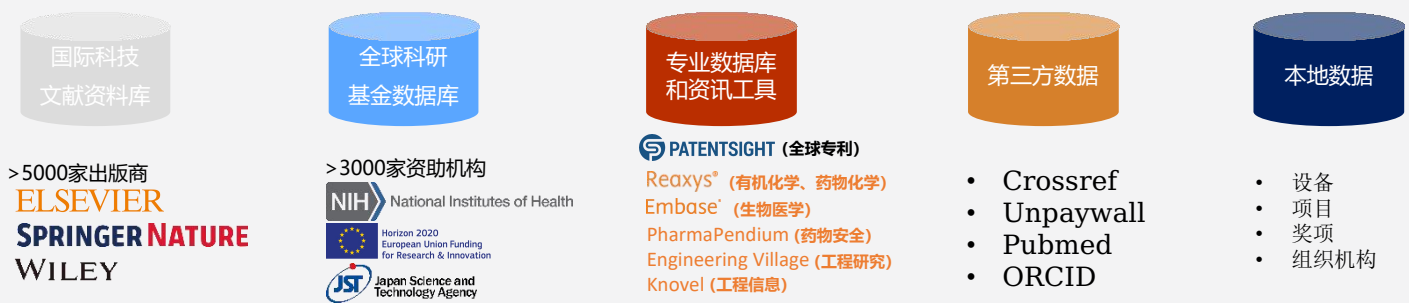 国际科技
文献资料库
>5000家出版商
ELSEVIER
SPRINGER NATURE
WILEY
全球科研
基金数据库
>3000家资助机构
NIH National Institutes of Health
Horizon 2020
European Union Funding
for Research & Innovation
JST Japan Science and
Technology Agency
专业数据库
和资讯工具
PATENTSIGHT (全球专利)
Reaxys® (有机化学、药物化学)
Embase® (生物医学)
PharmaPendium (药物安全)
Engineering Village (工程研究)
Knovel (工程信息)
第三方数据
• Crossref
• Unpaywall
• Pubmed
• ORCID
本地数据
• 设备
• 项目
• 奖项
• 组织机构